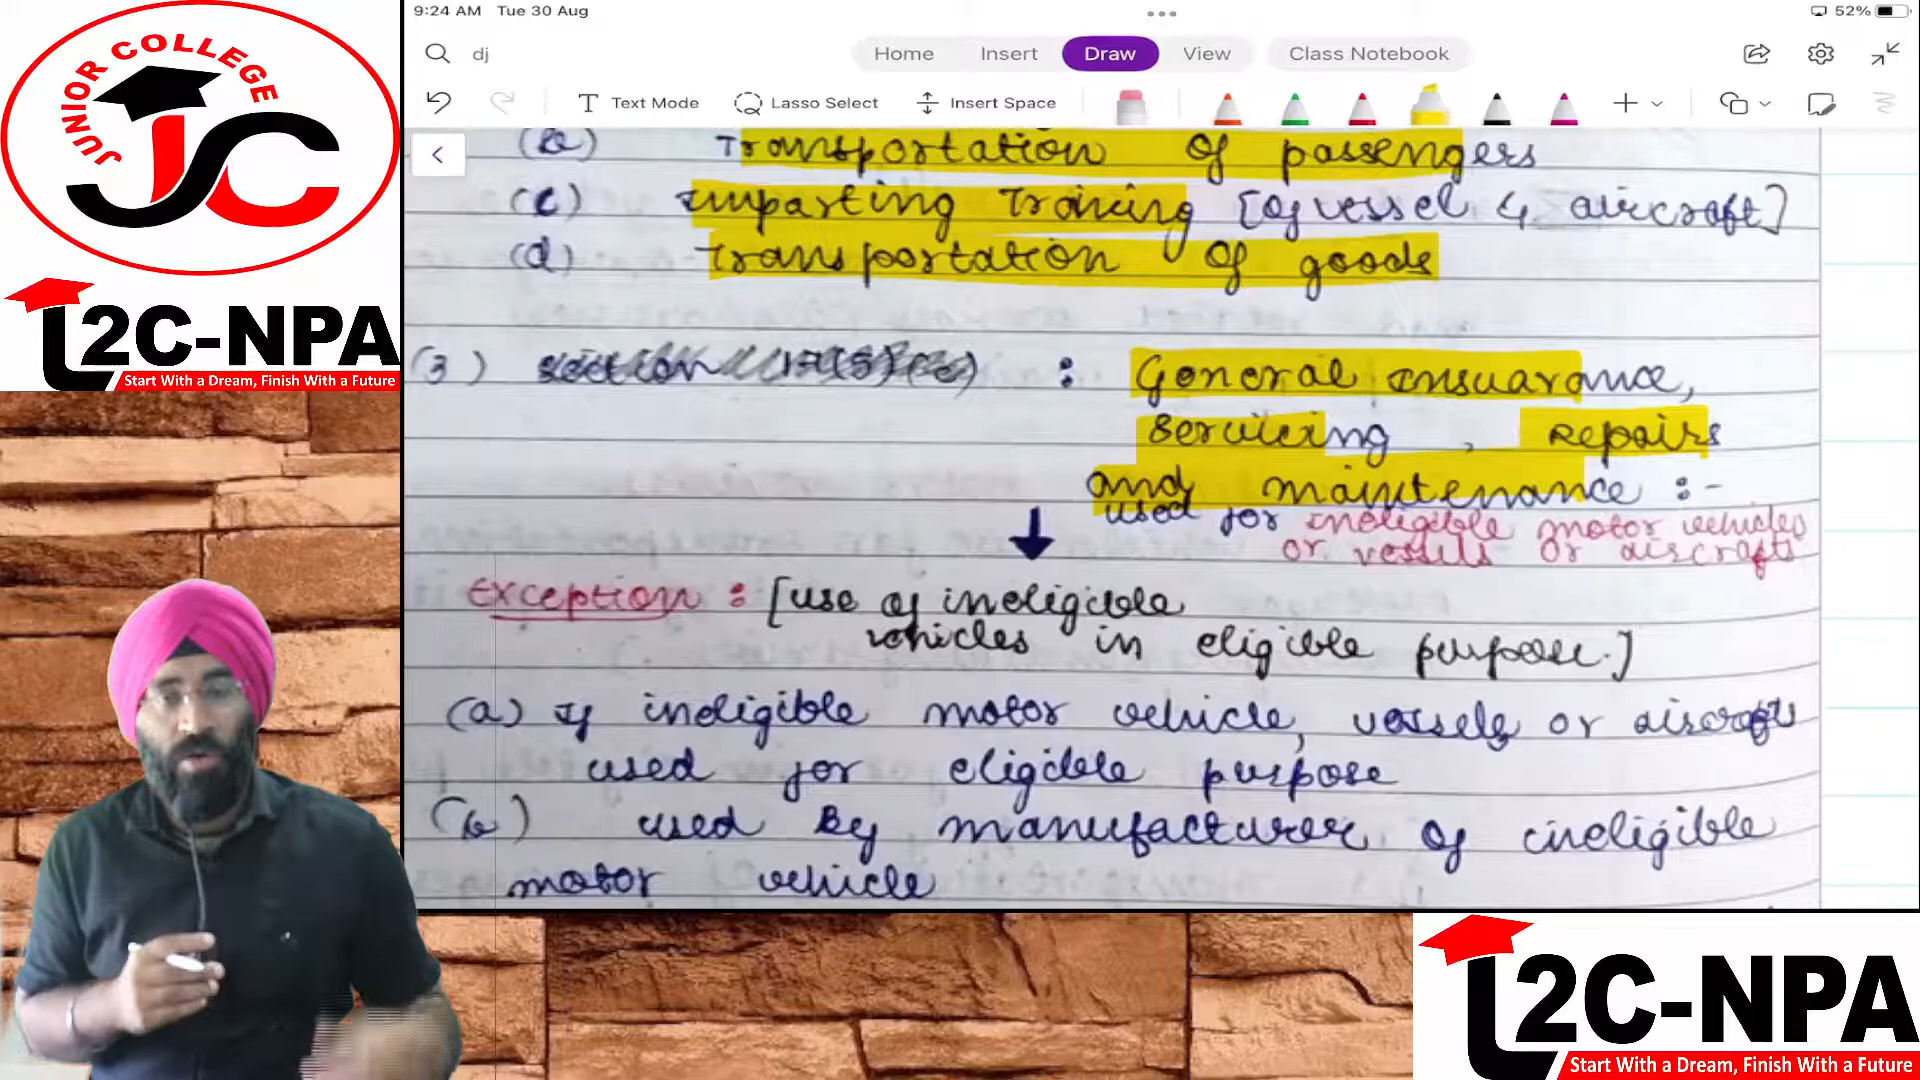 9:24 AM Tue 30 Aug
52%
dj
Home Insert Draw View Class Notebook
T Text Mode Lasso Select Insert Space
JUNIOR COLLEGE
JC
L2C-NPA
Start With a Dream, Finish With a Future
(b) Transportation of passengers
(c) Imparting Training [of vessel & aircraft]
(d) Transportation of goods
(3) section 17(5)(c) : General insuarance,
Servicing , Repairs
and maintenance :-
used for ineligible motor vehicles
or vessels or aircrafts
Exception : [use of ineligible
vehicles in eligible purpose.]
(a) If ineligible motor vehicle, vessels or aircrafts
used for eligible purpose
(b) used By manufacturer of ineligible
motor vehicle
L2C-NPA
Start With a Dream, Finish With a Future